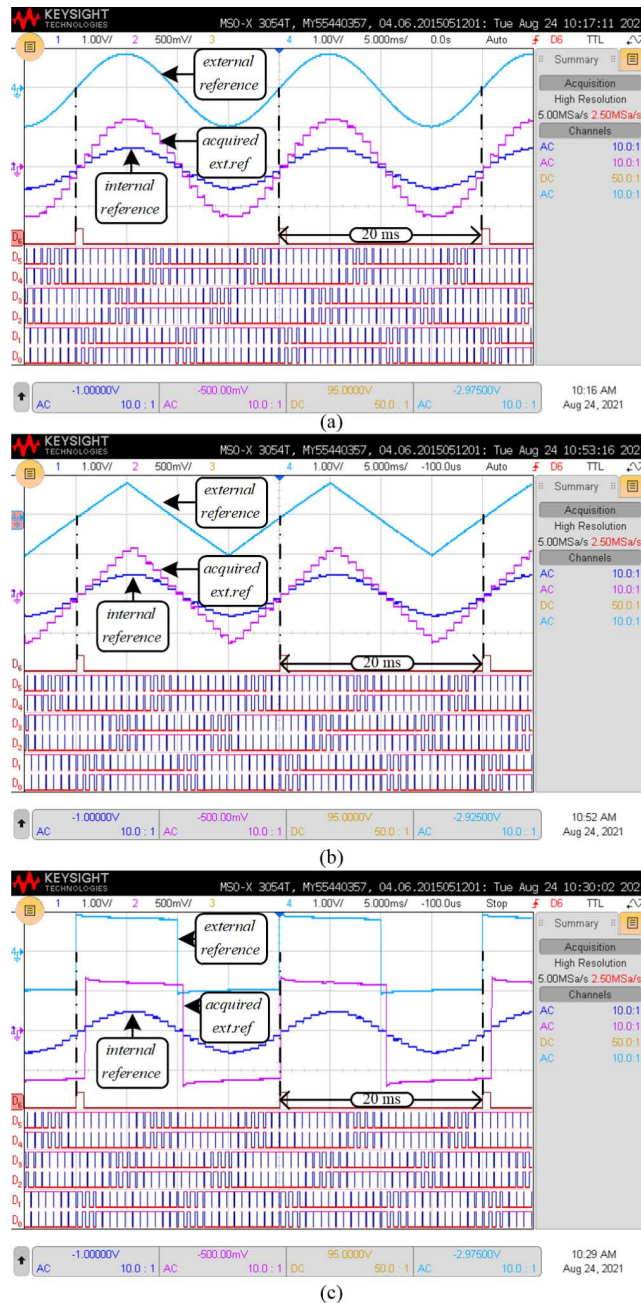 KEYSIGHT TECHNOLOGIES MSO-X 3054T, MY55440357, 04.06.2015051201: Tue Aug 24 10:17:11 202
1 1.00V/ 2 500mV/ 3 4 1.00V/ 5.000ms/ 0.0s Auto D6 TTL
Summary
Acquisition
High Resolution
5.00MSa/s 2.50MSa/s
Channels
AC 10.0:1
AC 10.0:1
DC 50.0:1
AC 10.0:1
external reference
acquired ext.ref
internal reference
20 ms
D6
D5
D4
D3
D2
D1
D0
-1.00000V -500.00mV 95.0000V -2.97500V
AC 10.0 : 1 AC 10.0 : 1 DC 50.0 : 1 AC 10.0 : 1
10:16 AM
Aug 24, 2021
(a)
KEYSIGHT TECHNOLOGIES MSO-X 3054T, MY55440357, 04.06.2015051201: Tue Aug 24 10:53:16 202
1 1.00V/ 2 500mV/ 3 4 1.00V/ 5.000ms/ -100.0us Auto D6 TTL
Summary
Acquisition
High Resolution
5.00MSa/s 2.50MSa/s
Channels
AC 10.0:1
AC 10.0:1
DC 50.0:1
AC 10.0:1
external reference
acquired ext.ref
internal reference
20 ms
D6
D5
D4
D3
D2
D1
D0
-1.00000V -500.00mV 95.0000V -2.92500V
AC 10.0 : 1 AC 10.0 : 1 DC 50.0 : 1 AC 10.0 : 1
10:52 AM
Aug 24, 2021
(b)
KEYSIGHT TECHNOLOGIES MSO-X 3054T, MY55440357, 04.06.2015051201: Tue Aug 24 10:30:02 202
1 1.00V/ 2 500mV/ 3 4 1.00V/ 5.000ms/ -100.0us Stop D6 TTL
Summary
Acquisition
High Resolution
5.00MSa/s 2.50MSa/s
Channels
AC 10.0:1
AC 10.0:1
DC 50.0:1
AC 10.0:1
external reference
acquired ext.ref
internal reference
20 ms
D6
D5
D4
D3
D2
D1
D0
-1.00000V -500.00mV 95.0000V -2.97500V
AC 10.0 : 1 AC 10.0 : 1 DC 50.0 : 1 AC 10.0 : 1
10:29 AM
Aug 24, 2021
(c)